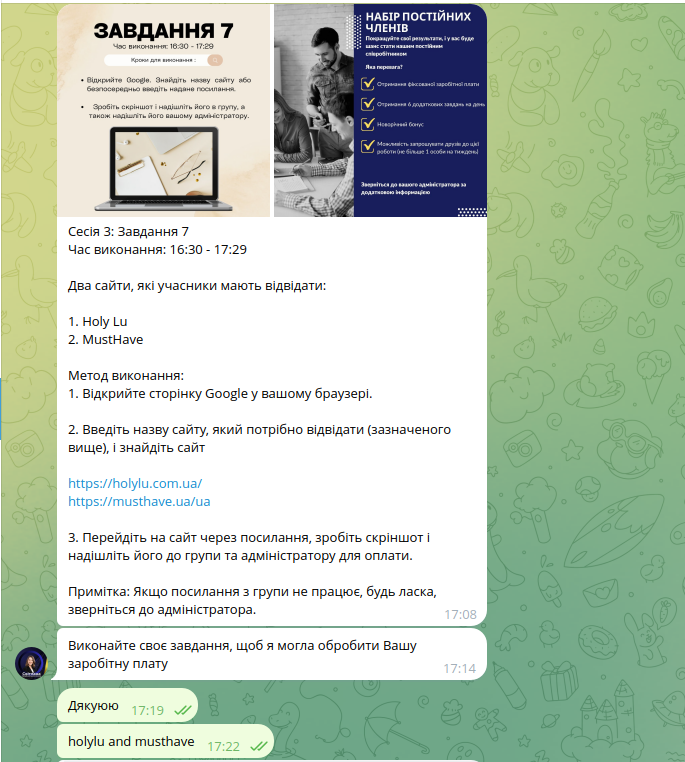 ЗАВДАННЯ 7
Час виконання: 16:30 - 17:29
Кроки для виконання :
• Відкрийте Google. Знайдіть назву сайту або
безпосередньо введіть надане посилання.
• Зробіть скріншот і надішліть його в групу, а
також надішліть його вашому адміністратору.
НАБІР ПОСТІЙНИХ
ЧЛЕНІВ
Покращуйте свої результати, і у вас буде
шанс стати нашим постійним
співробітником
Яка перевага?
Отримання фіксованої заробітної плати
Отримання 6 додаткових завдань на день
Новорічний бонус
Можливість запрошувати друзів до цієї
роботи (не більше 1 особи на тиждень)
Зверніться до вашого адміністратора за
додатковою інформацією
Сесія 3: Завдання 7
Час виконання: 16:30 - 17:29
Два сайти, які учасники мають відвідати:
1. Holy Lu
2. MustHave
Метод виконання:
1. Відкрийте сторінку Google у вашому браузері.
2. Введіть назву сайту, який потрібно відвідати (зазначеного
вище), і знайдіть сайт
https://holylu.com.ua/
https://musthave.ua/ua
3. Перейдіть на сайт через посилання, зробіть скріншот і
надішліть його до групи та адміністратору для оплати.
Примітка: Якщо посилання з групи не працює, будь ласка,
зверніться до адміністратора.
17:08
Виконайте своє завдання, щоб я могла обробити Вашу
заробітну плату
17:14
Дякуюю 17:19
holylu and musthave 17:22